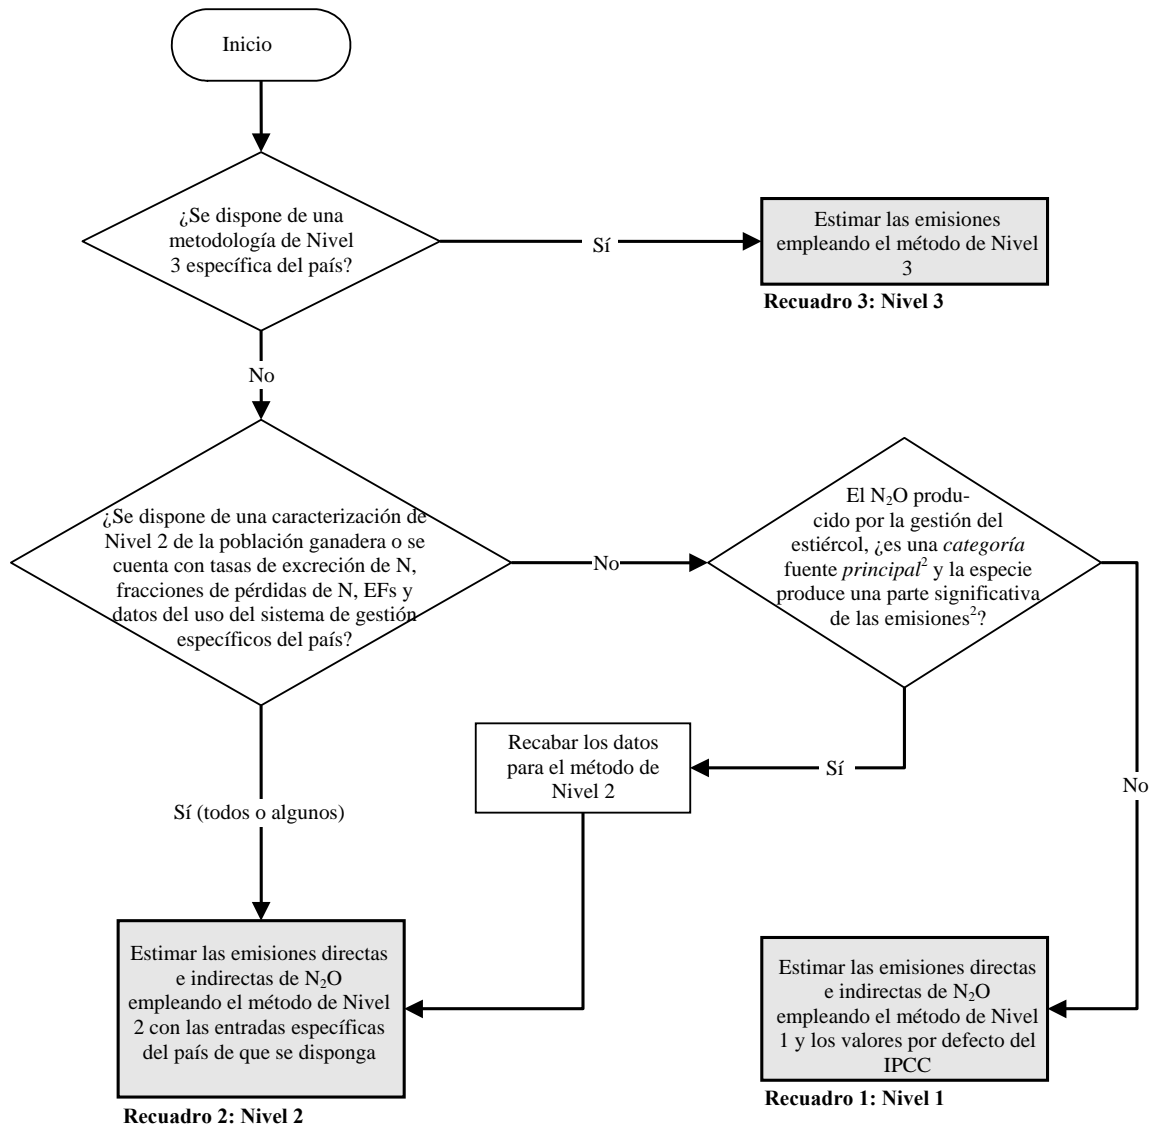 Inicio
¿Se dispone de una
metodología de Nivel
3 específica del país?
Sí
Estimar las emisiones
empleando el método de Nivel
3
Recuadro 3: Nivel 3
No
¿Se dispone de una caracterización de
Nivel 2 de la población ganadera o se
cuenta con tasas de excreción de N,
fracciones de pérdidas de N, EFs y
datos del uso del sistema de gestión
específicos del país?
No
El N₂O produ-
cido por la gestión del
estiércol, ¿es una categoría
fuente principal² y la especie
produce una parte significativa
de las emisiones²?
Recabar los datos
para el método de
Nivel 2
Sí
No
Sí (todos o algunos)
Estimar las emisiones directas
e indirectas de N₂O
empleando el método de Nivel
2 con las entradas específicas
del país de que se disponga
Recuadro 2: Nivel 2
Estimar las emisiones directas
e indirectas de N₂O
empleando el método de Nivel
1 y los valores por defecto del
IPCC
Recuadro 1: Nivel 1